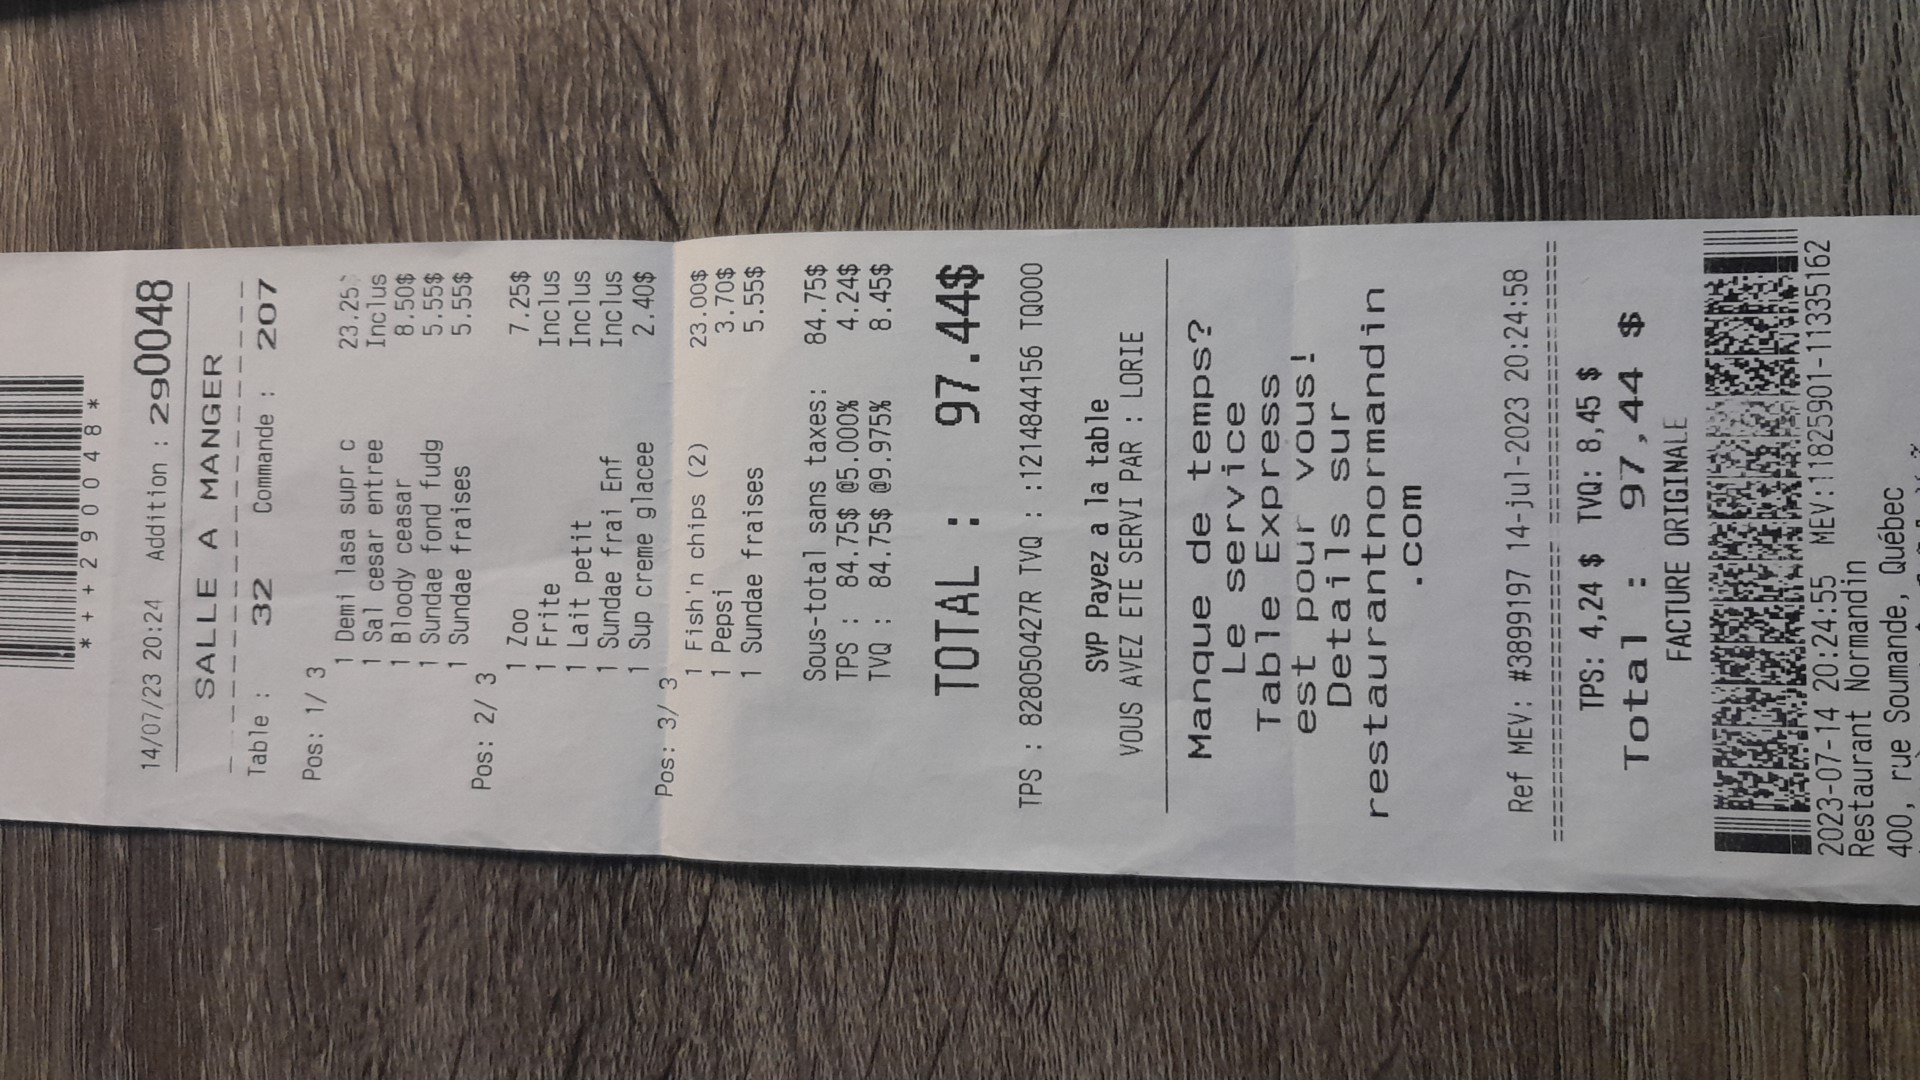 *++290048*
14/07/23 20:24 Addition : 290048
SALLE A MANGER
Table : 32 Commande : 207
Pos: 1/ 3
1 Demi lasa supr c 23.25
1 Sal cesar entree Inclus
1 Bloody ceasar 8.50$
1 Sundae fond fudg 5.55$
1 Sundae fraises 5.55$
Pos: 2/ 3
1 Zoo 7.25$
1 Frite Inclus
1 Lait petit Inclus
1 Sundae frai Enf Inclus
1 Sup creme glacee 2.40$
Pos: 3/ 3
1 Fish'n chips (2) 23.00$
1 Pepsi 3.70$
1 Sundae fraises 5.55$
Sous-total sans taxes: 84.75$
TPS : 84.75$ @5.000% 4.24$
TVQ : 84.75$ @9.975% 8.45$
TOTAL : 97.44$
TPS : 828050427R TVQ : :1214844156 TQ000
SVP Payez a la table
VOUS AVEZ ETE SERVI PAR : LORIE
Manque de temps?
Le service
Table Express
est pour vous!
Details sur
restaurantnormandin
.com
Ref MEV: #3899197 14-jul-2023 20:24:58
TPS: 4,24 $ TVQ: 8,45 $
Total : 97,44 $
FACTURE ORIGINALE
2023-07-14 20:24:55 MEV:11825901-11335162
Restaurant Normandin
400, rue Soumande, Québec